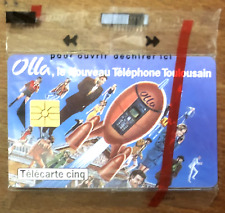 pour ouvrir déchirer ici
Olla, le nouveau Téléphone Toulousain
Olla
Télécarte cinq